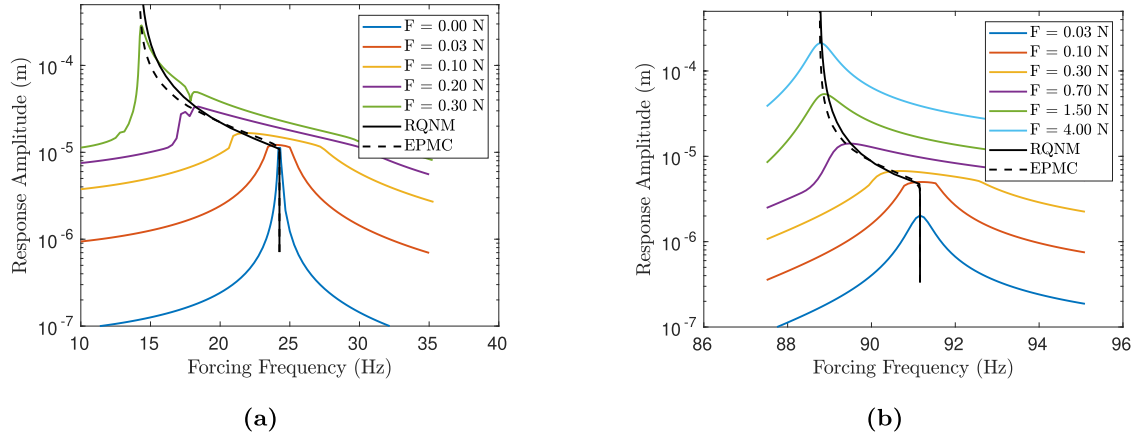 10^-4
10^-5
10^-6
10^-7
Response Amplitude (m)
10 15 20 25 30 35 40
Forcing Frequency (Hz)
F = 0.00 N
F = 0.03 N
F = 0.10 N
F = 0.20 N
F = 0.30 N
RQNM
EPMC
(a)
10^-4
10^-5
10^-6
10^-7
Response Amplitude (m)
86 88 90 92 94 96
Forcing Frequency (Hz)
F = 0.03 N
F = 0.10 N
F = 0.30 N
F = 0.70 N
F = 1.50 N
F = 4.00 N
RQNM
EPMC
(b)